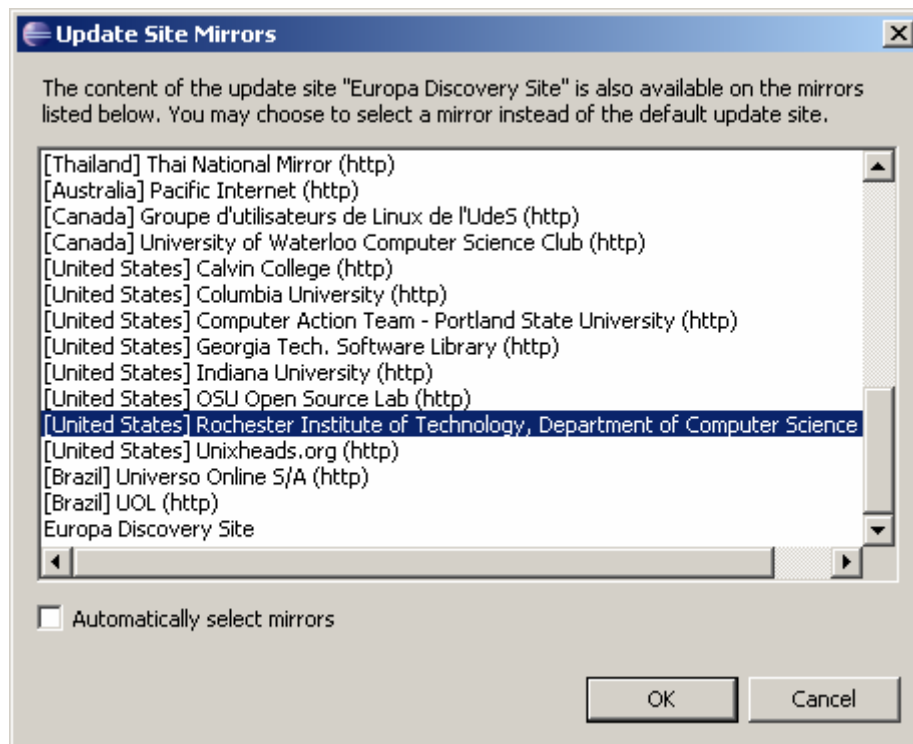 Update Site Mirrors
The content of the update site "Europa Discovery Site" is also available on the mirrors
listed below. You may choose to select a mirror instead of the default update site.
[Thailand] Thai National Mirror (http)
[Australia] Pacific Internet (http)
[Canada] Groupe d'utilisateurs de Linux de l'UdeS (http)
[Canada] University of Waterloo Computer Science Club (http)
[United States] Calvin College (http)
[United States] Columbia University (http)
[United States] Computer Action Team - Portland State University (http)
[United States] Georgia Tech. Software Library (http)
[United States] Indiana University (http)
[United States] OSU Open Source Lab (http)
[United States] Rochester Institute of Technology, Department of Computer Science
[United States] Unixheads.org (http)
[Brazil] Universo Online S/A (http)
[Brazil] UOL (http)
Europa Discovery Site
Automatically select mirrors
OK Cancel